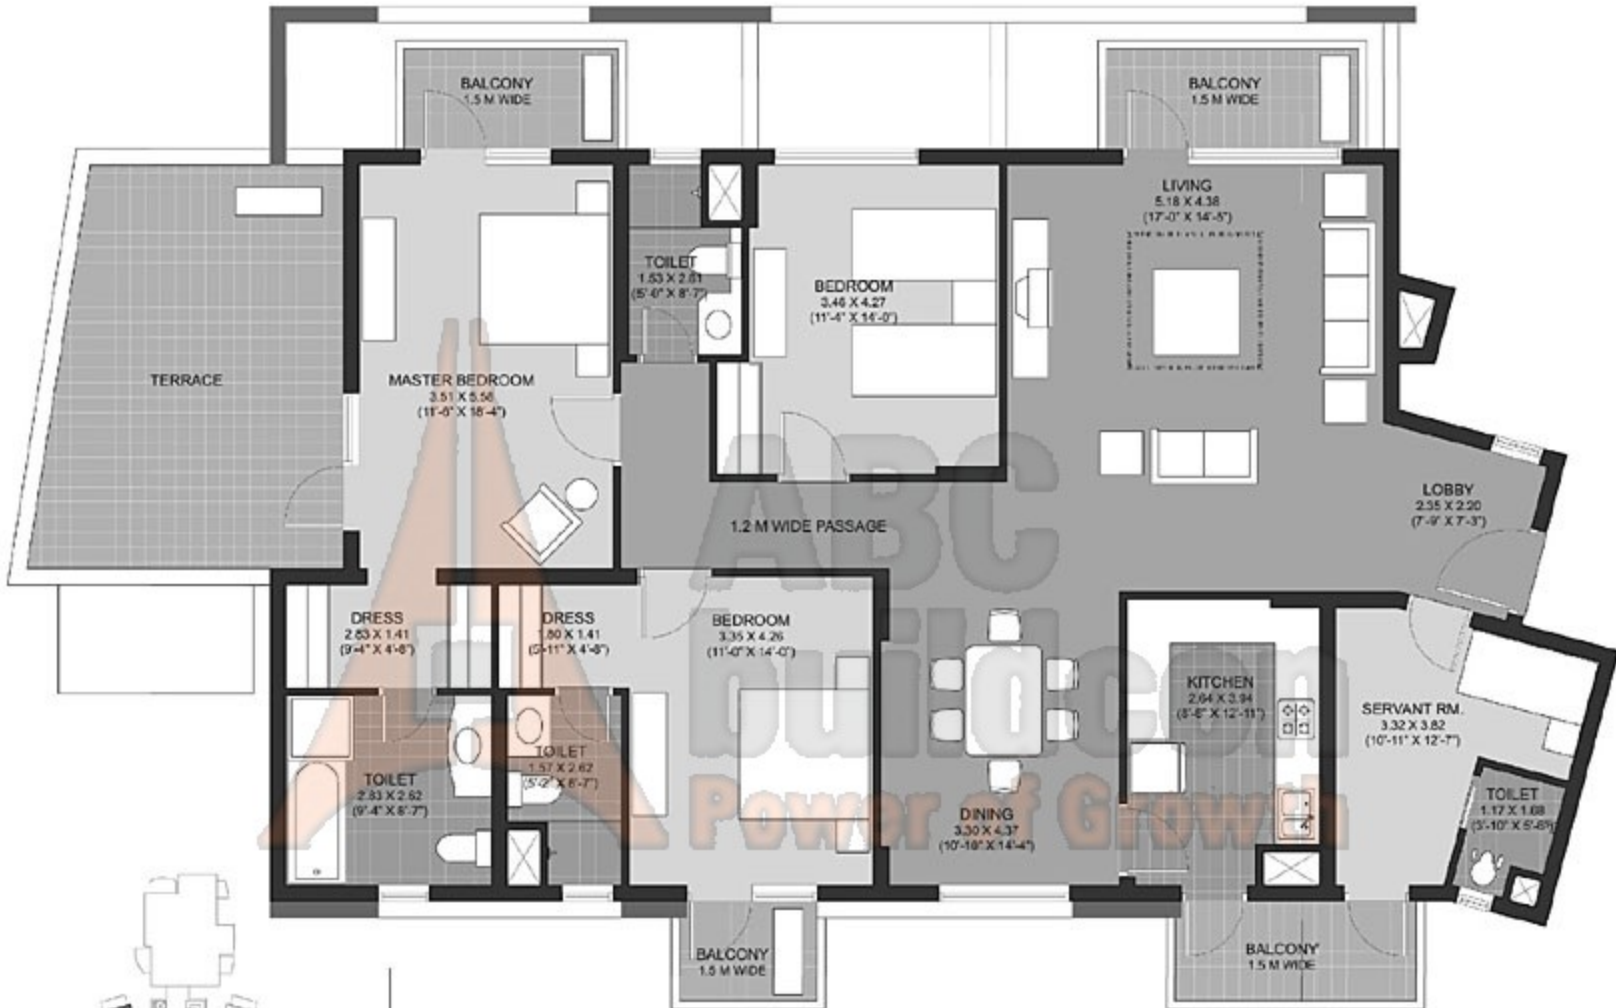 BALCONY
1.5 M WIDE
BALCONY
1.5 M WIDE
LIVING
5.18 X 4.38
(17'-0" X 14'-5")
TOILET
1.53 X 2.61
(5'-0" X 8'-7")
BEDROOM
3.46 X 4.27
(11'-4" X 14'-0")
TERRACE
MASTER BEDROOM
3.51 X 5.58
(11'-6" X 18'-4")
LOBBY
2.35 X 2.20
(7'-9" X 7'-3")
1.2 M WIDE PASSAGE
ABC
buildcon
Power of Growth
DRESS
2.83 X 1.41
(9'-4" X 4'-8")
DRESS
1.80 X 1.41
(5'-11" X 4'-8")
BEDROOM
3.35 X 4.26
(11'-0" X 14'-0")
KITCHEN
2.64 X 3.94
(8'-8" X 12'-11")
SERVANT RM.
3.32 X 3.82
(10'-11" X 12'-7")
TOILET
2.83 X 2.62
(9'-4" X 8'-7")
TOILET
1.57 X 2.62
(5'-2" X 8'-7")
DINING
3.30 X 4.37
(10'-10" X 14'-4")
TOILET
1.17 X 1.68
(3'-10" X 5'-6")
BALCONY
1.5 M WIDE
BALCONY
1.5 M WIDE